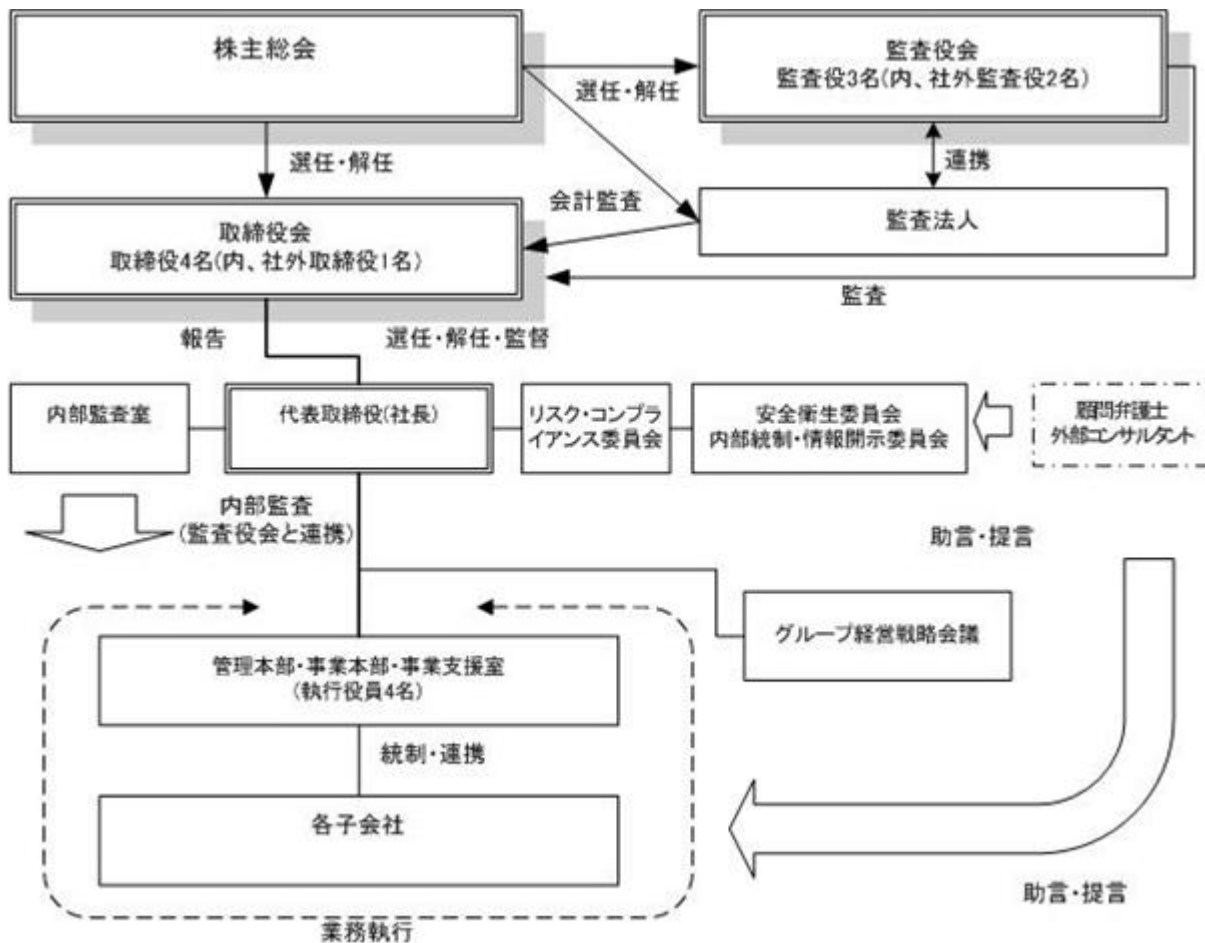 株主総会
監査役会
監査役3名(内、社外監査役2名)
選任・解任
選任・解任
連携
会計監査
監査法人
取締役会
取締役4名(内、社外取締役1名)
監査
報告
選任・解任・監督
内部監査室
代表取締役(社長)
リスク・コンプラ
イアンス委員会
安全衛生委員会
内部統制・情報開示委員会
顧問弁護士
外部コンサルタント
内部監査
(監査役会と連携)
助言・提言
グループ経営戦略会議
管理本部・事業本部・事業支援室
(執行役員4名)
統制・連携
各子会社
助言・提言
業務執行